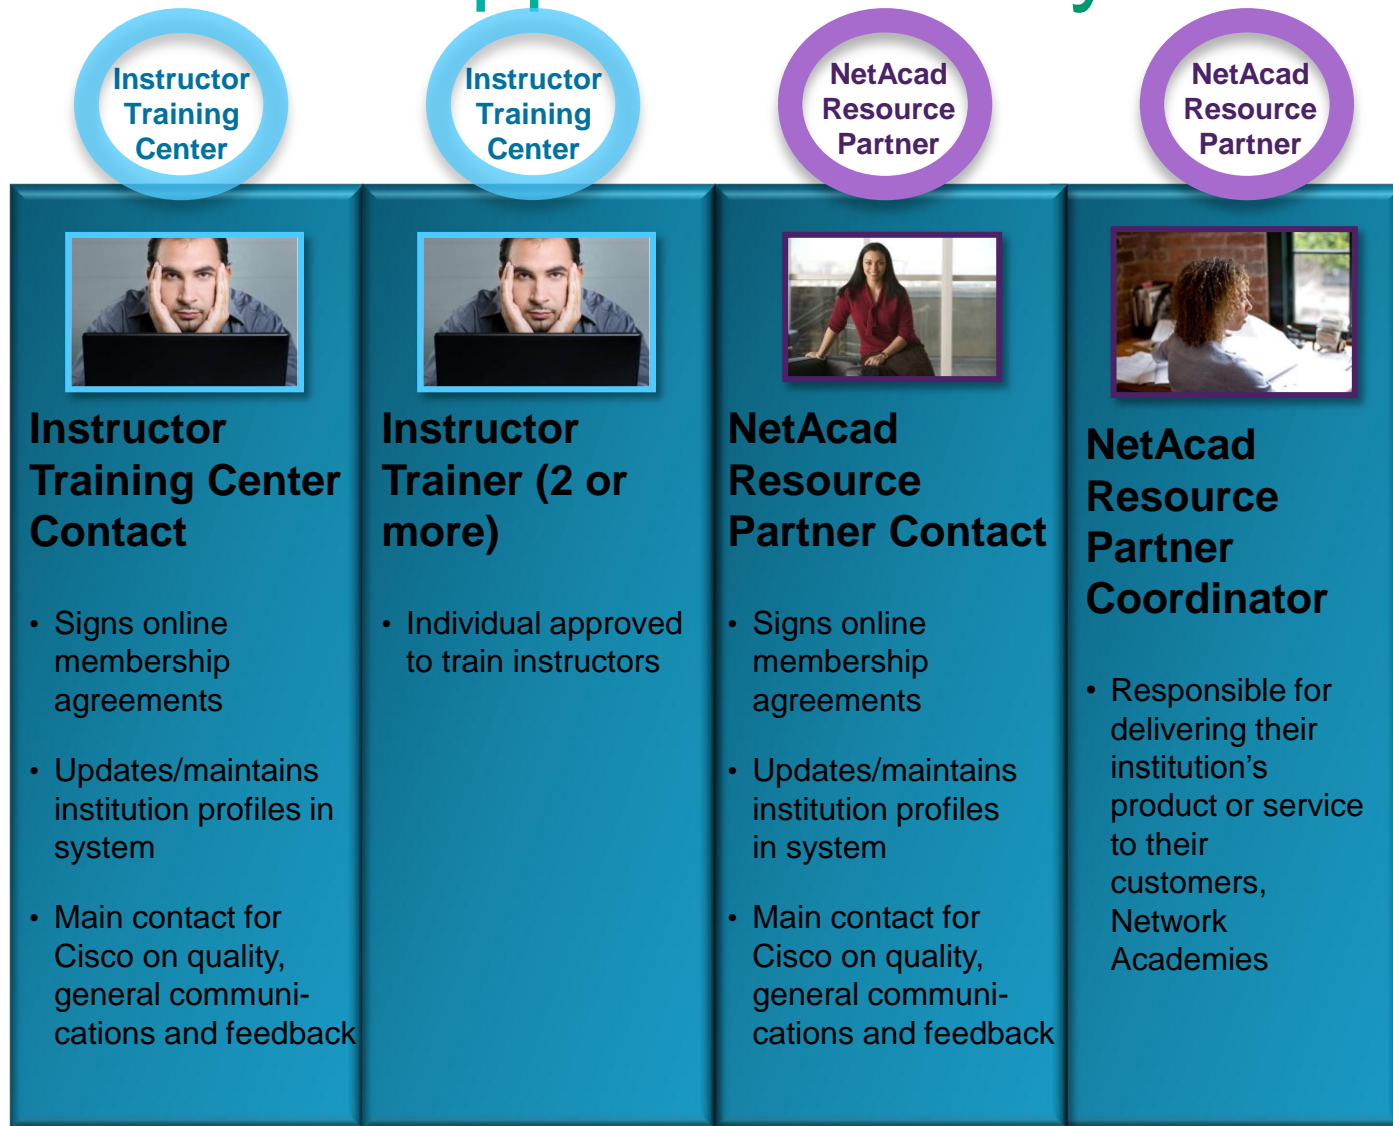 Instructor
Training
Center
Instructor
Training
Center
NetAcad
Resource
Partner
NetAcad
Resource
Partner
Instructor
Training Center
Contact
• Signs online
membership
agreements
• Updates/maintains
institution profiles in
system
• Main contact for
Cisco on quality,
general communi-
cations and feedback
Instructor
Trainer (2 or
more)
• Individual approved
to train instructors
NetAcad
Resource
Partner Contact
• Signs online
membership
agreements
• Updates/maintains
institution profiles
in system
• Main contact for
Cisco on quality,
general communi-
cations and feedback
NetAcad
Resource
Partner
Coordinator
• Responsible for
delivering their
institution’s
product or service
to their
customers,
Network
Academies